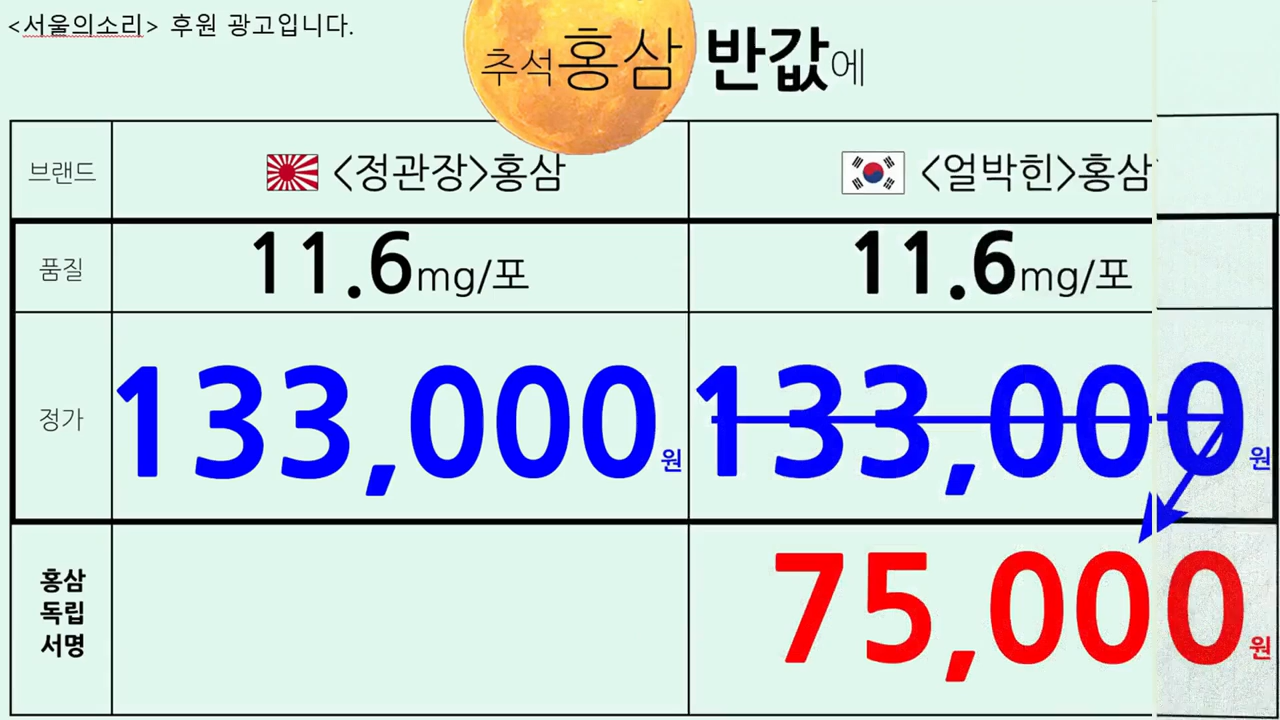 <서울의소리> 후원 광고입니다.
추석홍삼 반값에
브랜드 <정관장>홍삼 <얼박힌>홍삼
품질 11.6mg/포 11.6mg/포
정가 133,000원 133,000원
홍삼
독립
서명
75,000원